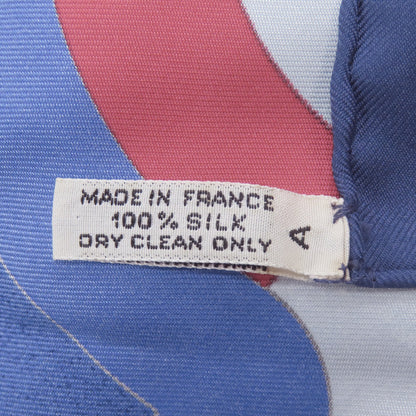 MADE IN FRANCE
100% SILK
DRY CLEAN ONLY
A